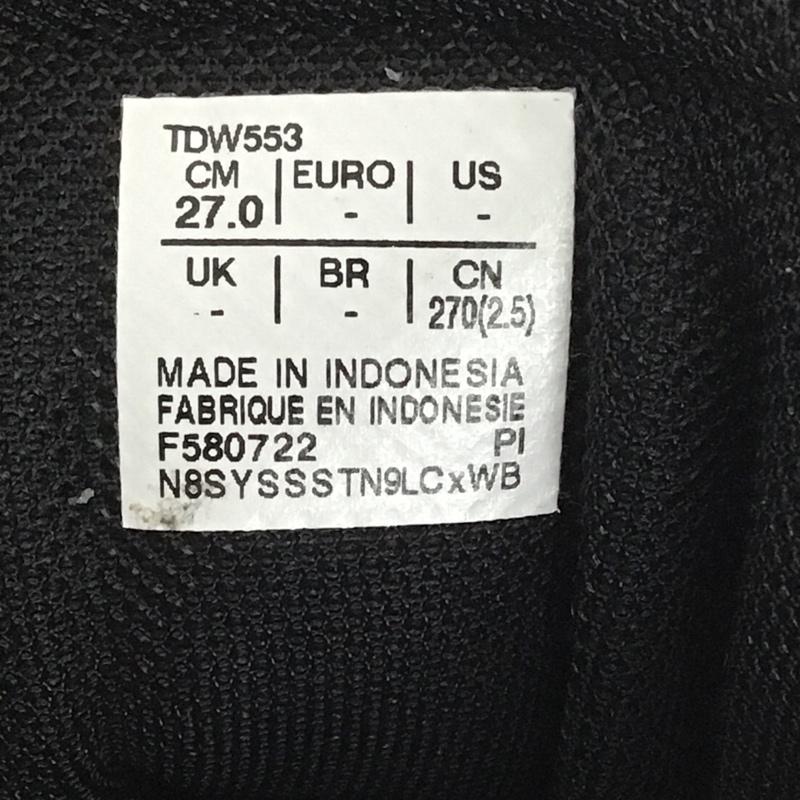 TDW553
CM | EURO | US
27.0 | - | -
UK | BR | CN
- | - | 270(2.5)
MADE IN INDONESIA
FABRIQUE EN INDONESIE
F580722 PI
N8SYSSSTN9LCxWB